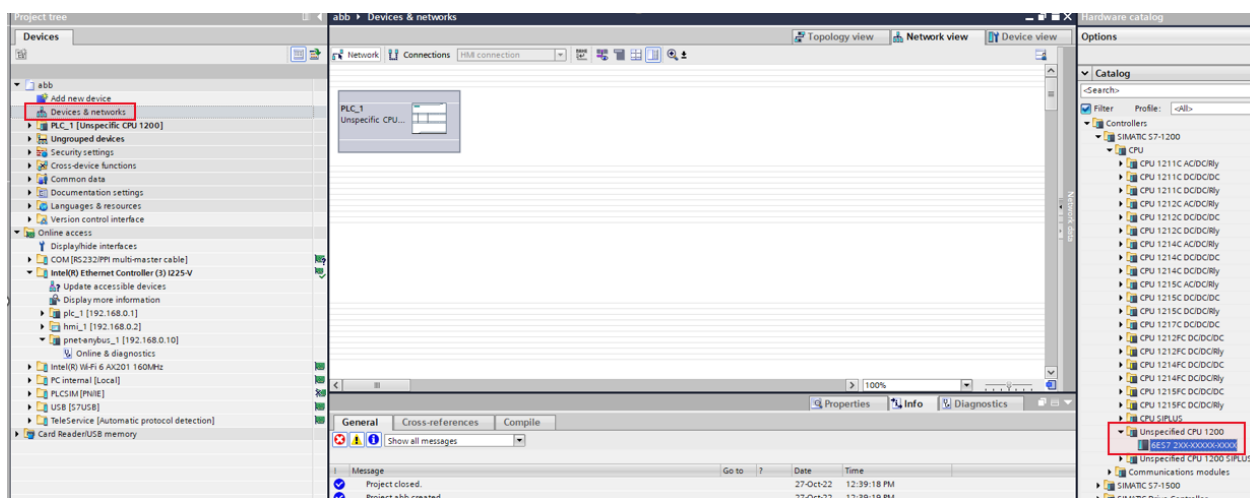 Project tree
abb ▸ Devices & networks
Hardware catalog
Devices
Topology view
Network view
Device view
Options
Network
Connections
HMI connection
abb
Add new device
Devices & networks
PLC_1 [Unspecific CPU 1200]
Ungrouped devices
Security settings
Cross-device functions
Common data
Documentation settings
Languages & resources
Version control interface
Online access
Display/hide interfaces
COM [RS232/PPI multi-master cable]
Intel(R) Ethernet Controller (3) I225-V
Update accessible devices
Display more information
plc_1 [192.168.0.1]
hmi_1 [192.168.0.2]
pnet-anybus_1 [192.168.0.10]
Online & diagnostics
Intel(R) Wi-Fi 6 AX201 160MHz
PC internal [Local]
PLCSIM [PN/IE]
USB [S7USB]
TeleService [Automatic protocol detection]
Card Reader/USB memory
PLC_1
Unspecific CPU...
Network data
100%
Properties
Info
Diagnostics
General
Cross-references
Compile
Show all messages
! Message
Go to
?
Date
Time
Project closed.
27-Oct-22
12:39:18 PM
Project abb created.
27-Oct-22
12:39:19 PM
Catalog
<Search>
Filter
Profile:
<All>
Controllers
SIMATIC S7-1200
CPU
CPU 1211C AC/DC/Rly
CPU 1211C DC/DC/DC
CPU 1211C DC/DC/Rly
CPU 1212C AC/DC/Rly
CPU 1212C DC/DC/DC
CPU 1212C DC/DC/Rly
CPU 1214C AC/DC/Rly
CPU 1214C DC/DC/DC
CPU 1214C DC/DC/Rly
CPU 1215C AC/DC/Rly
CPU 1215C DC/DC/DC
CPU 1215C DC/DC/Rly
CPU 1217C DC/DC/DC
CPU 1212FC DC/DC/DC
CPU 1212FC DC/DC/Rly
CPU 1214FC DC/DC/DC
CPU 1214FC DC/DC/Rly
CPU 1215FC DC/DC/DC
CPU 1215FC DC/DC/Rly
CPU SIPLUS
Unspecified CPU 1200
6ES7 2XX-XXXXX-XXXX
Unspecified CPU 1200 SIPLUS
Communications modules
SIMATIC S7-1500
SIMATIC Drive Controller